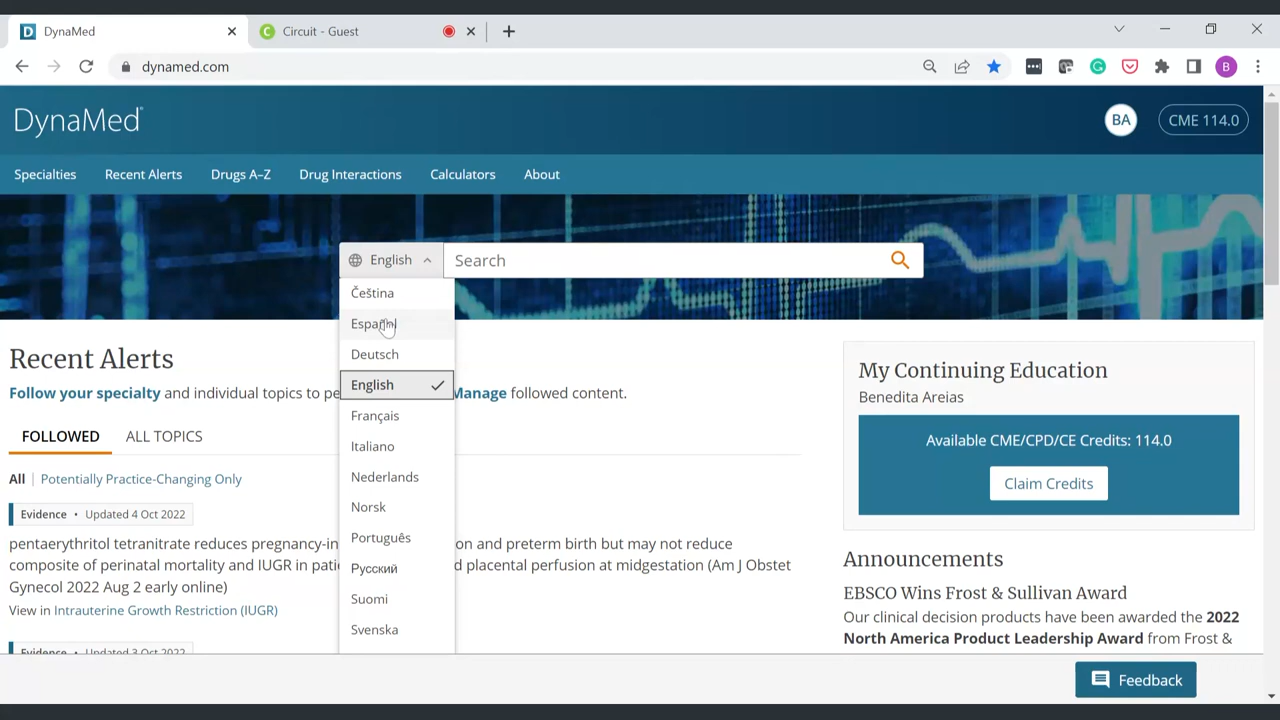 DynaMed
Circuit - Guest
dynamed.com
B
DynaMed
BA
CME 114.0
Specialties
Recent Alerts
Drugs A–Z
Drug Interactions
Calculators
About
English
Search
Čeština
Español
Deutsch
English
Français
Italiano
Nederlands
Norsk
Português
Русский
Suomi
Svenska
Recent Alerts
Follow your specialty and individual topics to pe
Manage followed content.
FOLLOWED
ALL TOPICS
All | Potentially Practice-Changing Only
Evidence • Updated 4 Oct 2022
pentaerythritol tetranitrate reduces pregnancy-in on and preterm birth but may not reduce
composite of perinatal mortality and IUGR in pati d placental perfusion at midgestation (Am J Obstet
Gynecol 2022 Aug 2 early online)
View in Intrauterine Growth Restriction (IUGR)
Evidence • Updated 3 Oct 2022
My Continuing Education
Benedita Areias
Available CME/CPD/CE Credits: 114.0
Claim Credits
Announcements
EBSCO Wins Frost & Sullivan Award
Our clinical decision products have been awarded the 2022
North America Product Leadership Award from Frost &
Feedback